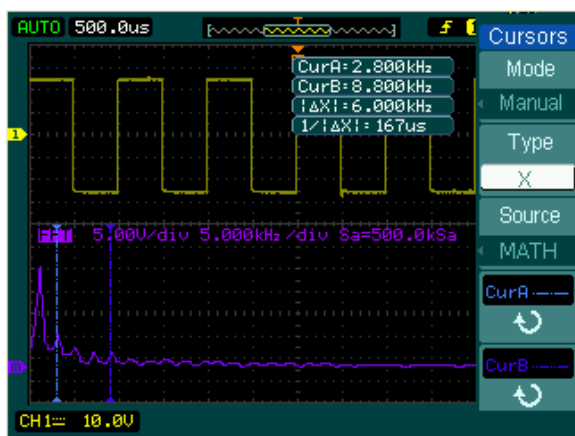 AUTO 500.0us
T
Cursors
Mode
Manual
Type
X
Source
MATH
CurA
CurB
CurA=2.800kHz
CurB=8.800kHz
|ΔX|=6.000kHz
1/|ΔX|=167us
1
FFT 5.00V/div 5.000kHz/div Sa=500.0kSa
CH1 10.0V